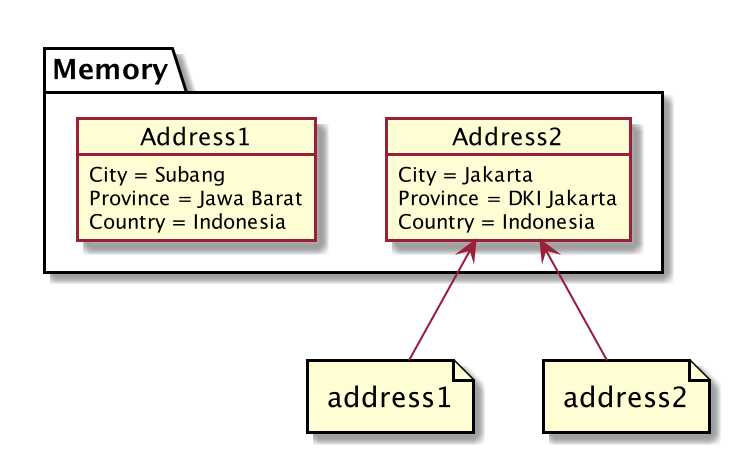 Memory
Address1
City = Subang
Province = Jawa Barat
Country = Indonesia
Address2
City = Jakarta
Province = DKI Jakarta
Country = Indonesia
address1
address2